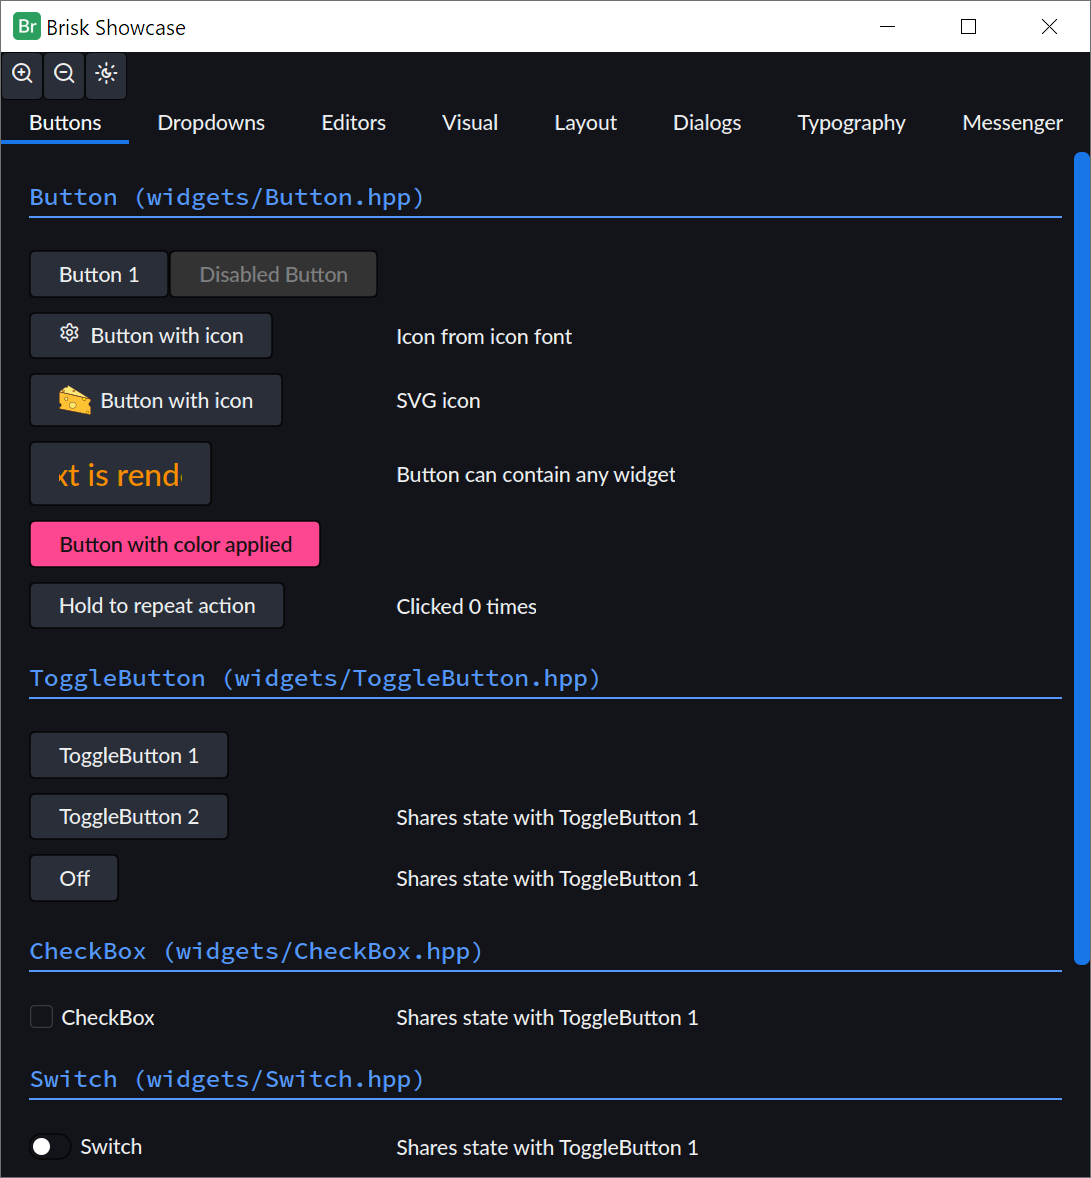 Br Brisk Showcase
Buttons Dropdowns Editors Visual Layout Dialogs Typography Messenger
Button (widgets/Button.hpp)
Button 1 Disabled Button
Button with icon Icon from icon font
Button with icon SVG icon
xt is rend Button can contain any widget
Button with color applied
Hold to repeat action Clicked 0 times
ToggleButton (widgets/ToggleButton.hpp)
ToggleButton 1
ToggleButton 2 Shares state with ToggleButton 1
Off Shares state with ToggleButton 1
CheckBox (widgets/CheckBox.hpp)
CheckBox Shares state with ToggleButton 1
Switch (widgets/Switch.hpp)
Switch Shares state with ToggleButton 1